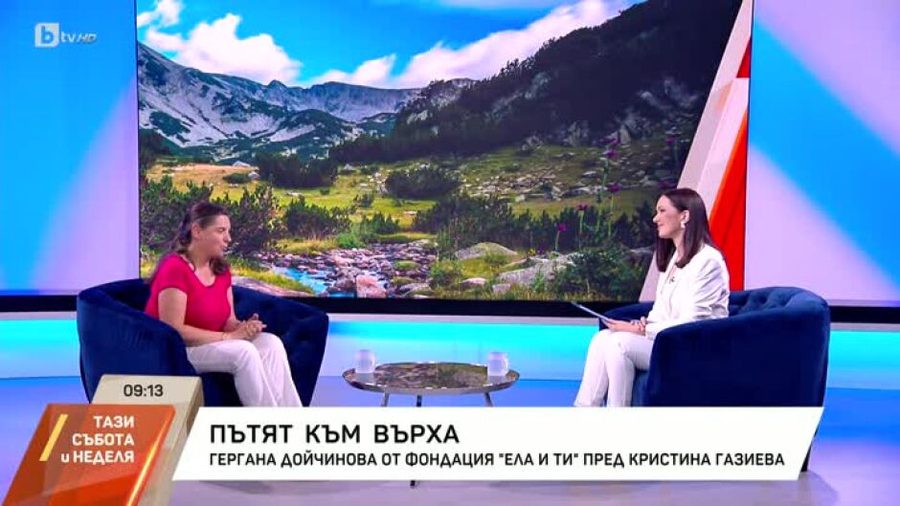 btv HD
09:13
ТАЗИ
СЪБОТА
и НЕДЕЛЯ
ПЪТЯТ КЪМ ВЪРХА
ГЕРГАНА ДОЙЧИНОВА ОТ ФОНДАЦИЯ "ЕЛА И ТИ" ПРЕД КРИСТИНА ГАЗИЕВА